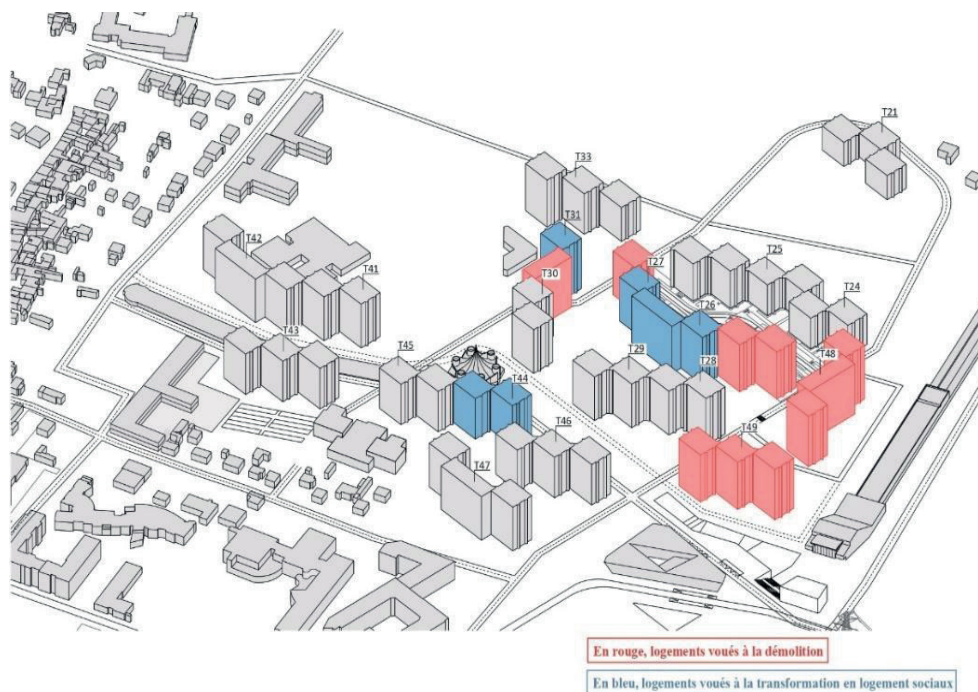 T21
T33
T31
T42
T25
T27
T41
T30
T24
T26
T43
T45
T29
T28
T48
T44
T46
T49
T47
En rouge, logements voués à la démolition
En bleu, logements voués à la transformation en logement sociaux